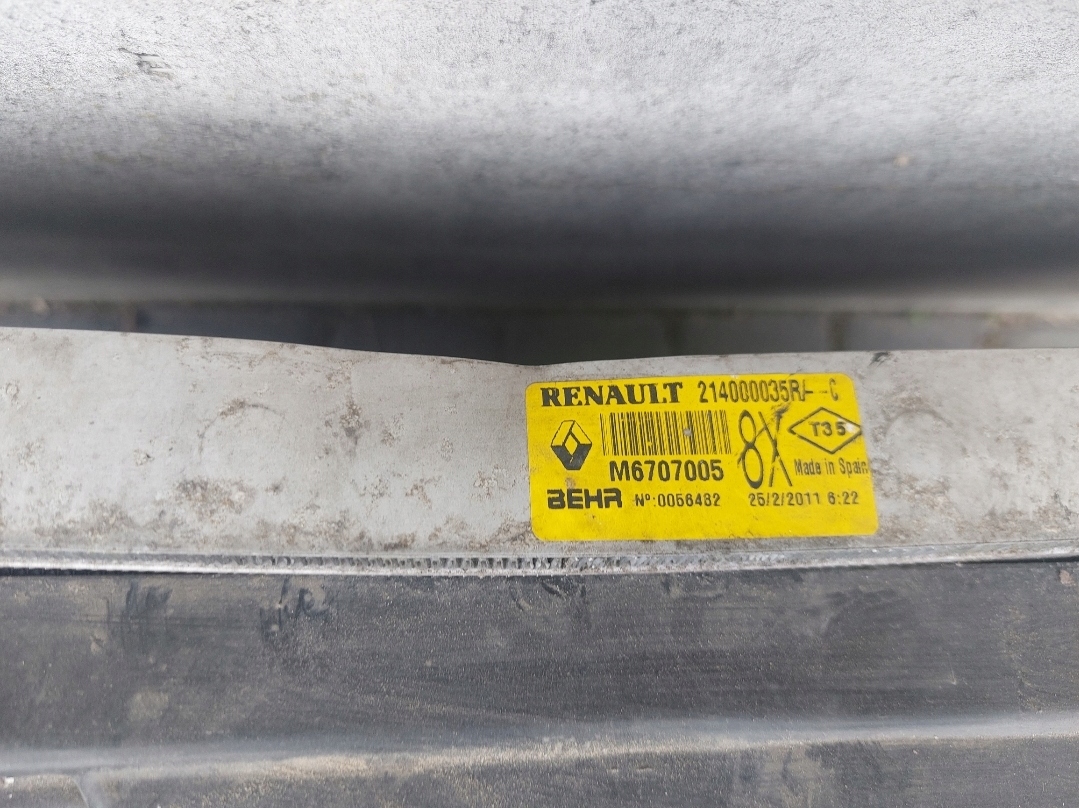 RENAULT 214000035R/--C
8X
T35
M6707005 Made in Spain
BEHR Nº:0056482 25/2/2011 6:22